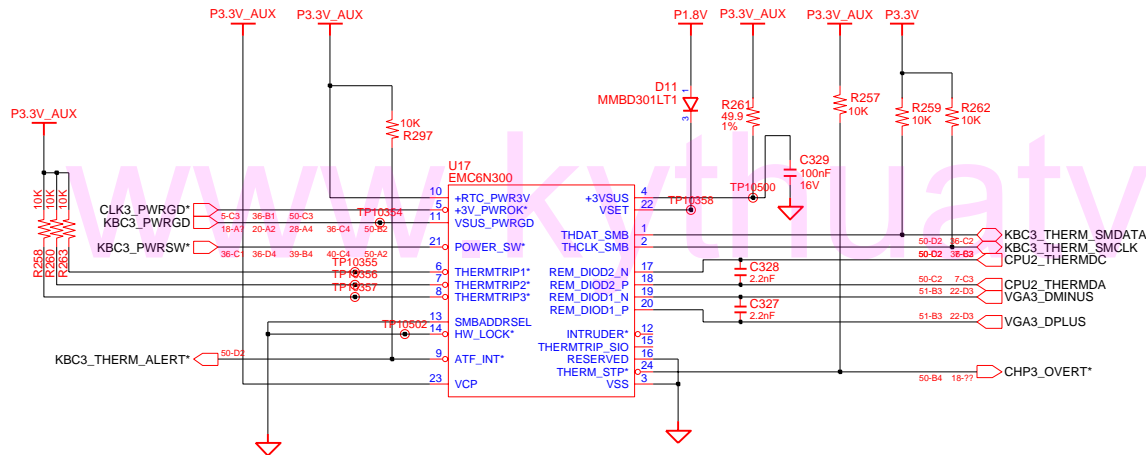 P3.3V_AUX
P3.3V_AUX
P1.8V
P3.3V_AUX
P3.3V_AUX
P3.3V
P3.3V_AUX
10K
R297
D11
MMBD301LT1
1
3
R261
49.9
1%
R257
10K
R259
10K
R262
10K
C329
100nF
16V
10K
10K
10K
R258
R260
R263
www.kythuatv
U17
EMC6N300
CLK3_PWRGD*
KBC3_PWRGD
5-C3 36-B1 50-C3
18-A? 20-A2 28-A4 36-C4 50-B2
KBC3_PWRSW*
36-C1 36-D4 39-B4 40-C4 50-A2
TP10354
TP10355
TP10356
TP10357
TP10502
TP10500
TP10358
KBC3_THERM_ALERT*
50-D2
10 +RTC_PWR3V
5 +3V_PWROK*
11 VSUS_PWRGD
21 POWER_SW*
6 THERMTRIP1*
7 THERMTRIP2*
8 THERMTRIP3*
13 SMBADDRSEL
14 HW_LOCK*
9 ATF_INT*
23 VCP
+3VSUS 4
VSET 22
THDAT_SMB 1
THCLK_SMB 2
REM_DIOD2_N 17
REM_DIOD2_P 18
REM_DIOD1_N 19
REM_DIOD1_P 20
INTRUDER* 12
THERMTRIP_SIO 15
RESERVED 16
THERM_STP* 24
VSS 3
C328
2.2nF
C327
2.2nF
KBC3_THERM_SMDATA
50-D2 36-C2
KBC3_THERM_SMCLK
50-D2
CPU2_THERMDC
CPU2_THERMDA
50-C2 7-C3
VGA3_DMINUS
51-B3 22-D3
VGA3_DPLUS
51-B3 22-D3
CHP3_OVERT*
50-B4 18-??